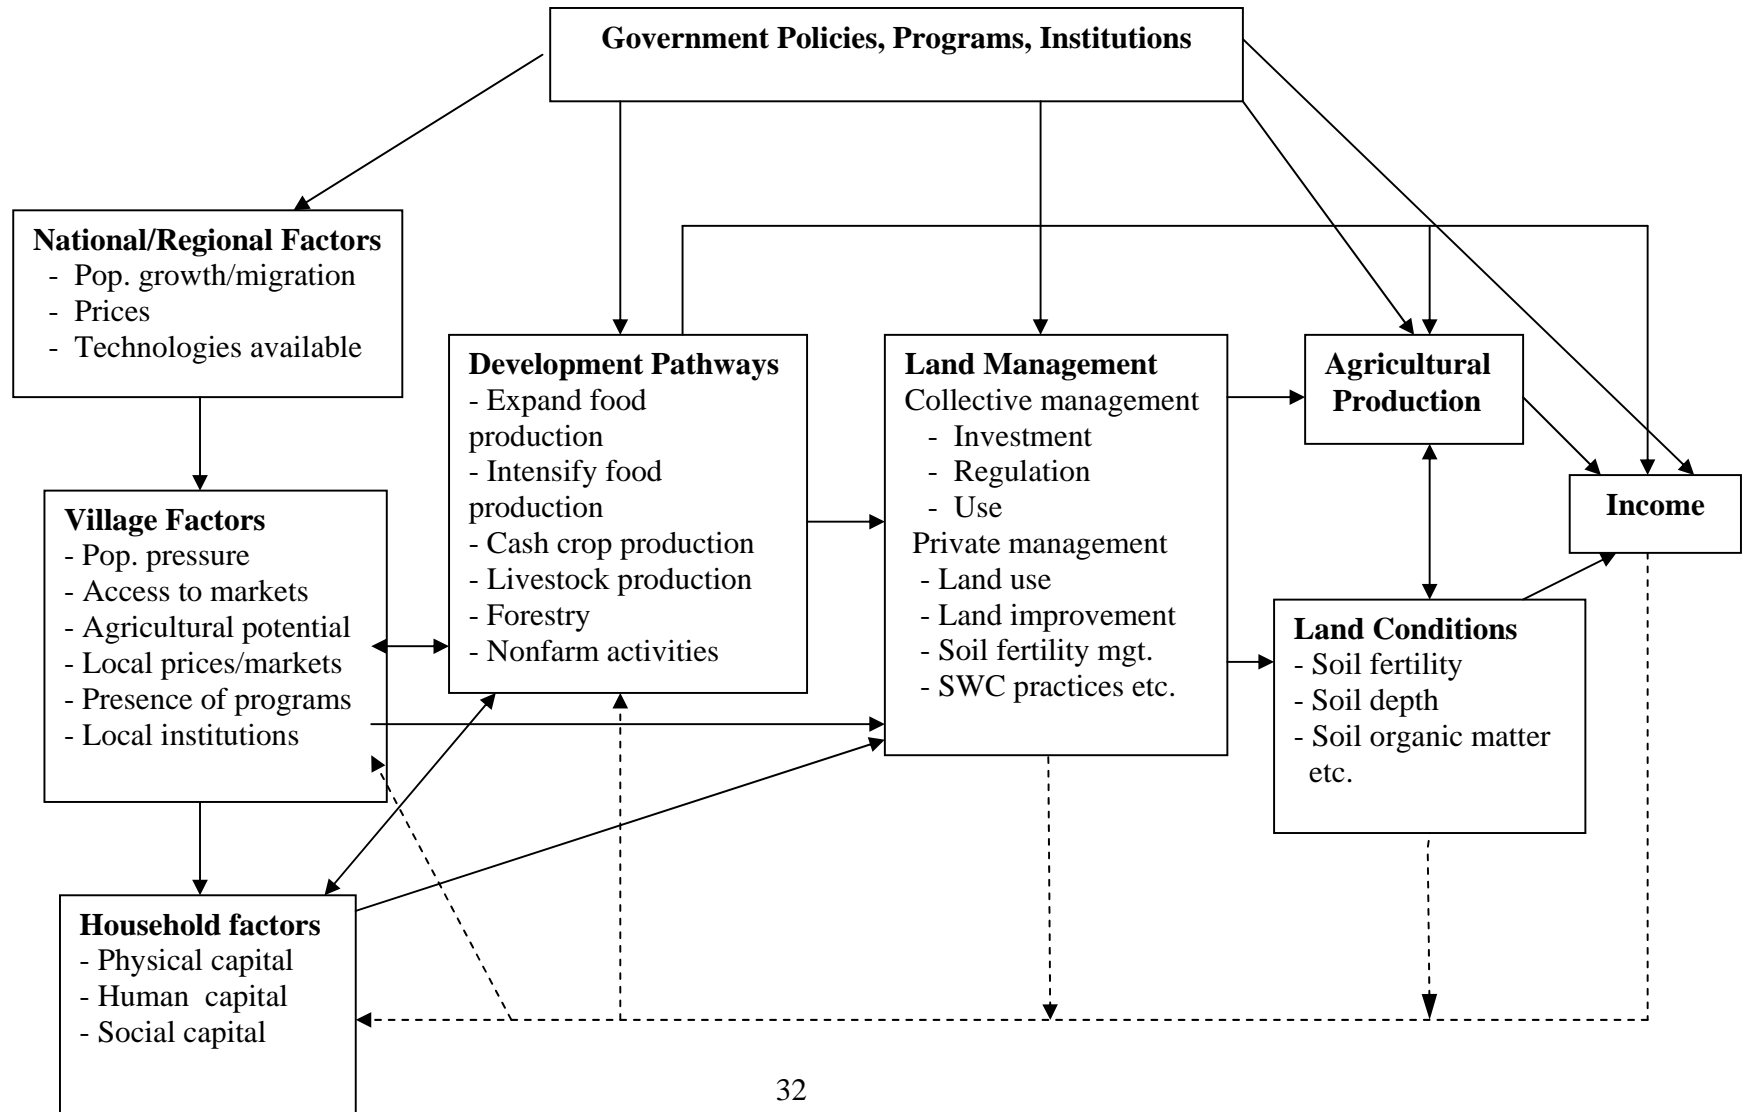 Government Policies, Programs, Institutions
National/Regional Factors
- Pop. growth/migration
- Prices
- Technologies available
Development Pathways
- Expand food
production
- Intensify food
production
- Cash crop production
- Livestock production
- Forestry
- Nonfarm activities
Land Management
Collective management
- Investment
- Regulation
- Use
Private management
- Land use
- Land improvement
- Soil fertility mgt.
- SWC practices etc.
Agricultural
Production
Income
Village Factors
- Pop. pressure
- Access to markets
- Agricultural potential
- Local prices/markets
- Presence of programs
- Local institutions
Land Conditions
- Soil fertility
- Soil depth
- Soil organic matter
etc.
Household factors
- Physical capital
- Human  capital
- Social capital
32